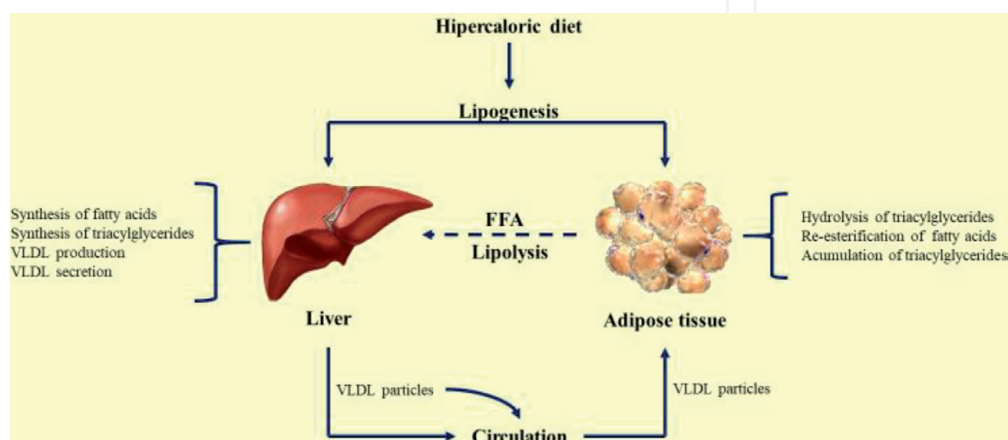 Hipercaloric diet
Lipogenesis
Synthesis of fatty acids
Synthesis of triacylglycerides
VLDL production
VLDL secretion
FFA
Lipolysis
Hydrolysis of triacylglycerides
Re-esterification of fatty acids
Acumulation of triacylglycerides
Liver
Adipose tissue
VLDL particles
VLDL particles
Circulation